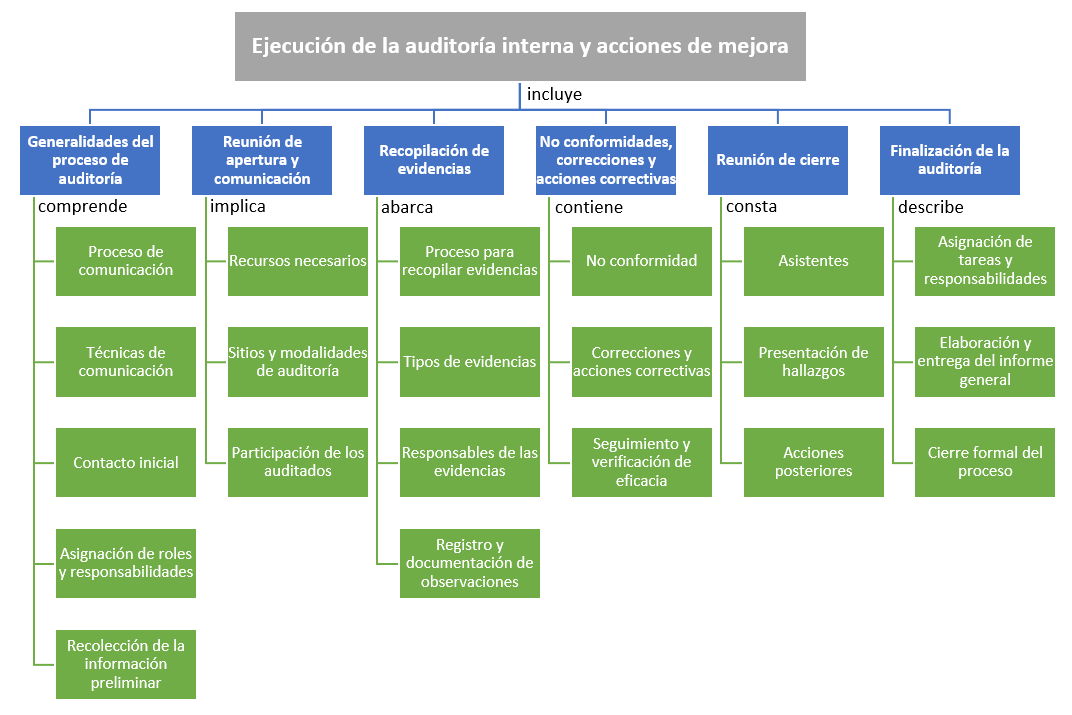 Ejecución de la auditoría interna y acciones de mejora
incluye
Generalidades del
proceso de
auditoría
comprende
Proceso de
comunicación
Técnicas de
comunicación
Contacto inicial
Asignación de roles
y responsabilidades
Recolección de la
información
preliminar
Reunión de
apertura y
comunicación
implica
Recursos necesarios
Sitios y modalidades
de auditoría
Participación de los
auditados
Recopilación de
evidencias
abarca
Proceso para
recopilar evidencias
Tipos de evidencias
Responsables de las
evidencias
Registro y
documentación de
observaciones
No conformidades,
correcciones y
acciones correctivas
contiene
No conformidad
Correcciones y
acciones correctivas
Seguimiento y
verificación de
eficacia
Reunión de cierre
consta
Asistentes
Presentación de
hallazgos
Acciones
posteriores
Finalización de la
auditoría
describe
Asignación de
tareas y
responsabilidades
Elaboración y
entrega del informe
general
Cierre formal del
proceso